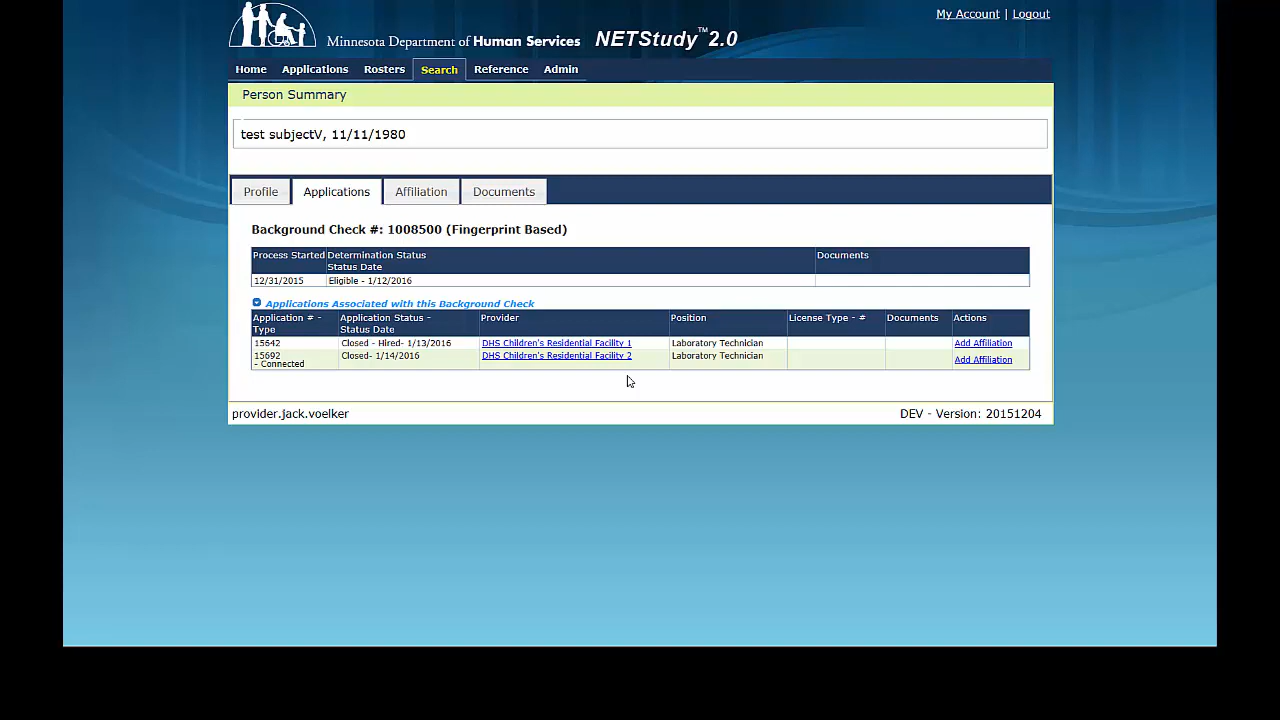 My Account | Logout
Minnesota Department of Human Services NETStudy™ 2.0
Home Applications Rosters Search Reference Admin
Person Summary
test subjectV, 11/11/1980
Profile Applications Affiliation Documents
Background Check #: 1008500 (Fingerprint Based)
Process Started Determination Status Documents
Status Date
12/31/2015 Eligible - 1/12/2016
Applications Associated with this Background Check
Application # - Application Status - Provider Position License Type - # Documents Actions
Type Status Date
15642 Closed - Hired- 1/13/2016 DHS Children's Residential Facility 1 Laboratory Technician Add Affiliation
15692 Closed- 1/14/2016 DHS Children's Residential Facility 2 Laboratory Technician Add Affiliation
- Connected
provider.jack.voelker DEV - Version: 20151204